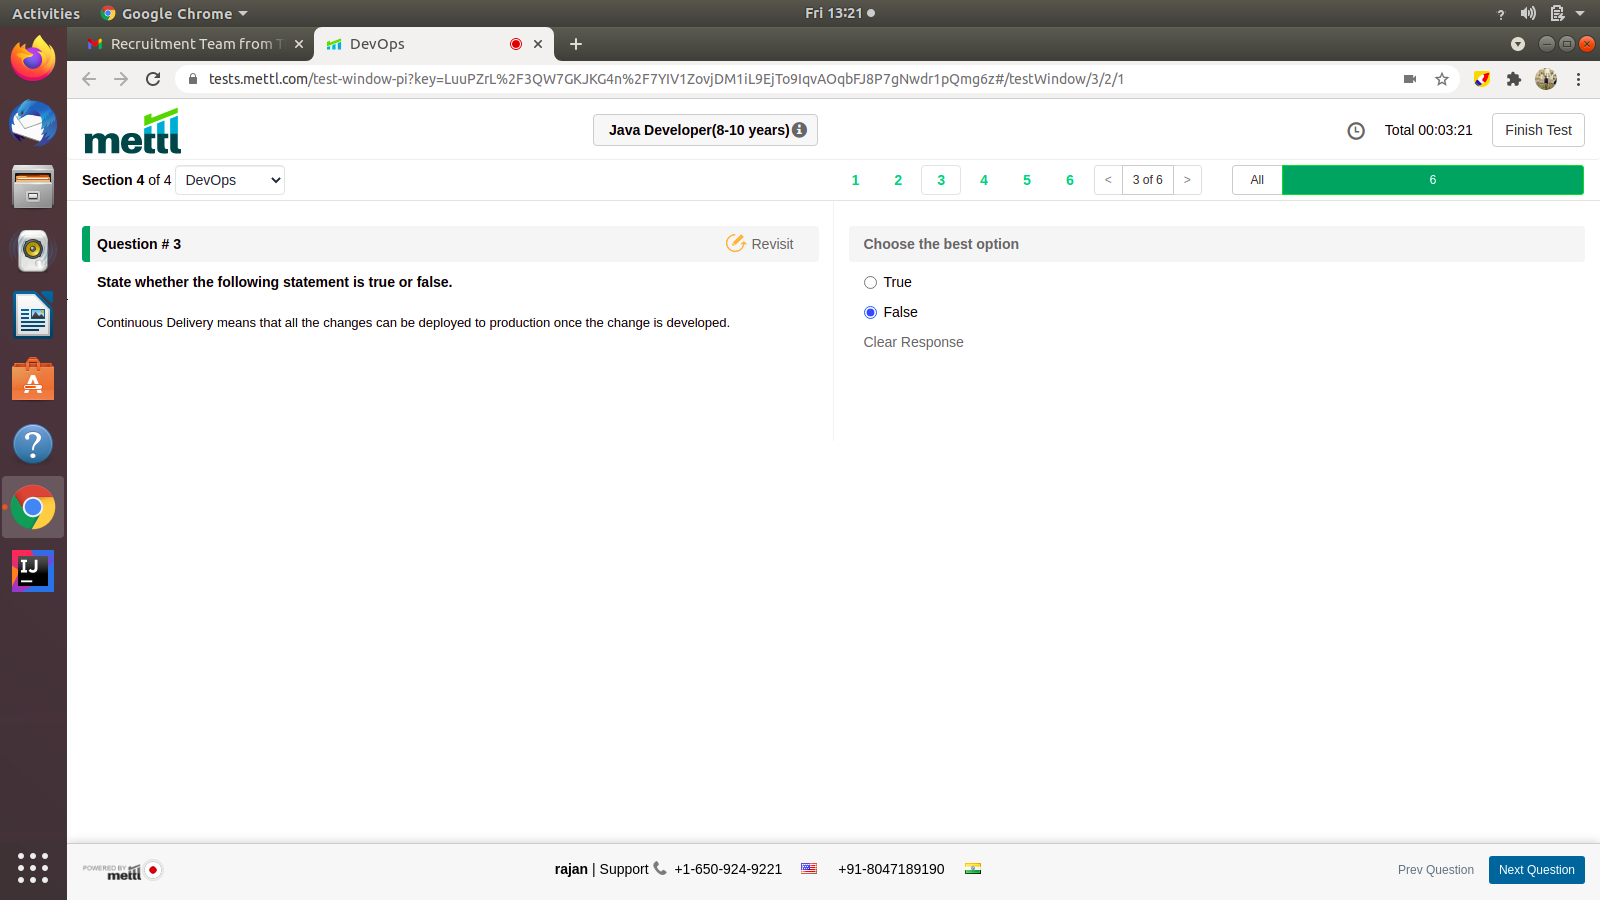 Activities
Google Chrome
Fri 13:21
Recruitment Team from T
DevOps
tests.mettl.com/test-window-pi?key=LuuPZrL%2F3QW7GKJKG4n%2F7YIV1ZovjDM1iL9EjTo9IqvAOqbFJ8P7gNwdr1pQmg6z#/testWindow/3/2/1
mettl
Java Developer(8-10 years)
Total 00:03:21
Finish Test
Section 4 of 4
DevOps
1 2 3 4 5 6
< 3 of 6 >
All
6
Question # 3
Revisit
State whether the following statement is true or false.
Continuous Delivery means that all the changes can be deployed to production once the change is developed.
Choose the best option
True
False
Clear Response
IJ
POWERED BY
mettl
rajan | Support +1-650-924-9221 +91-8047189190
Prev Question
Next Question